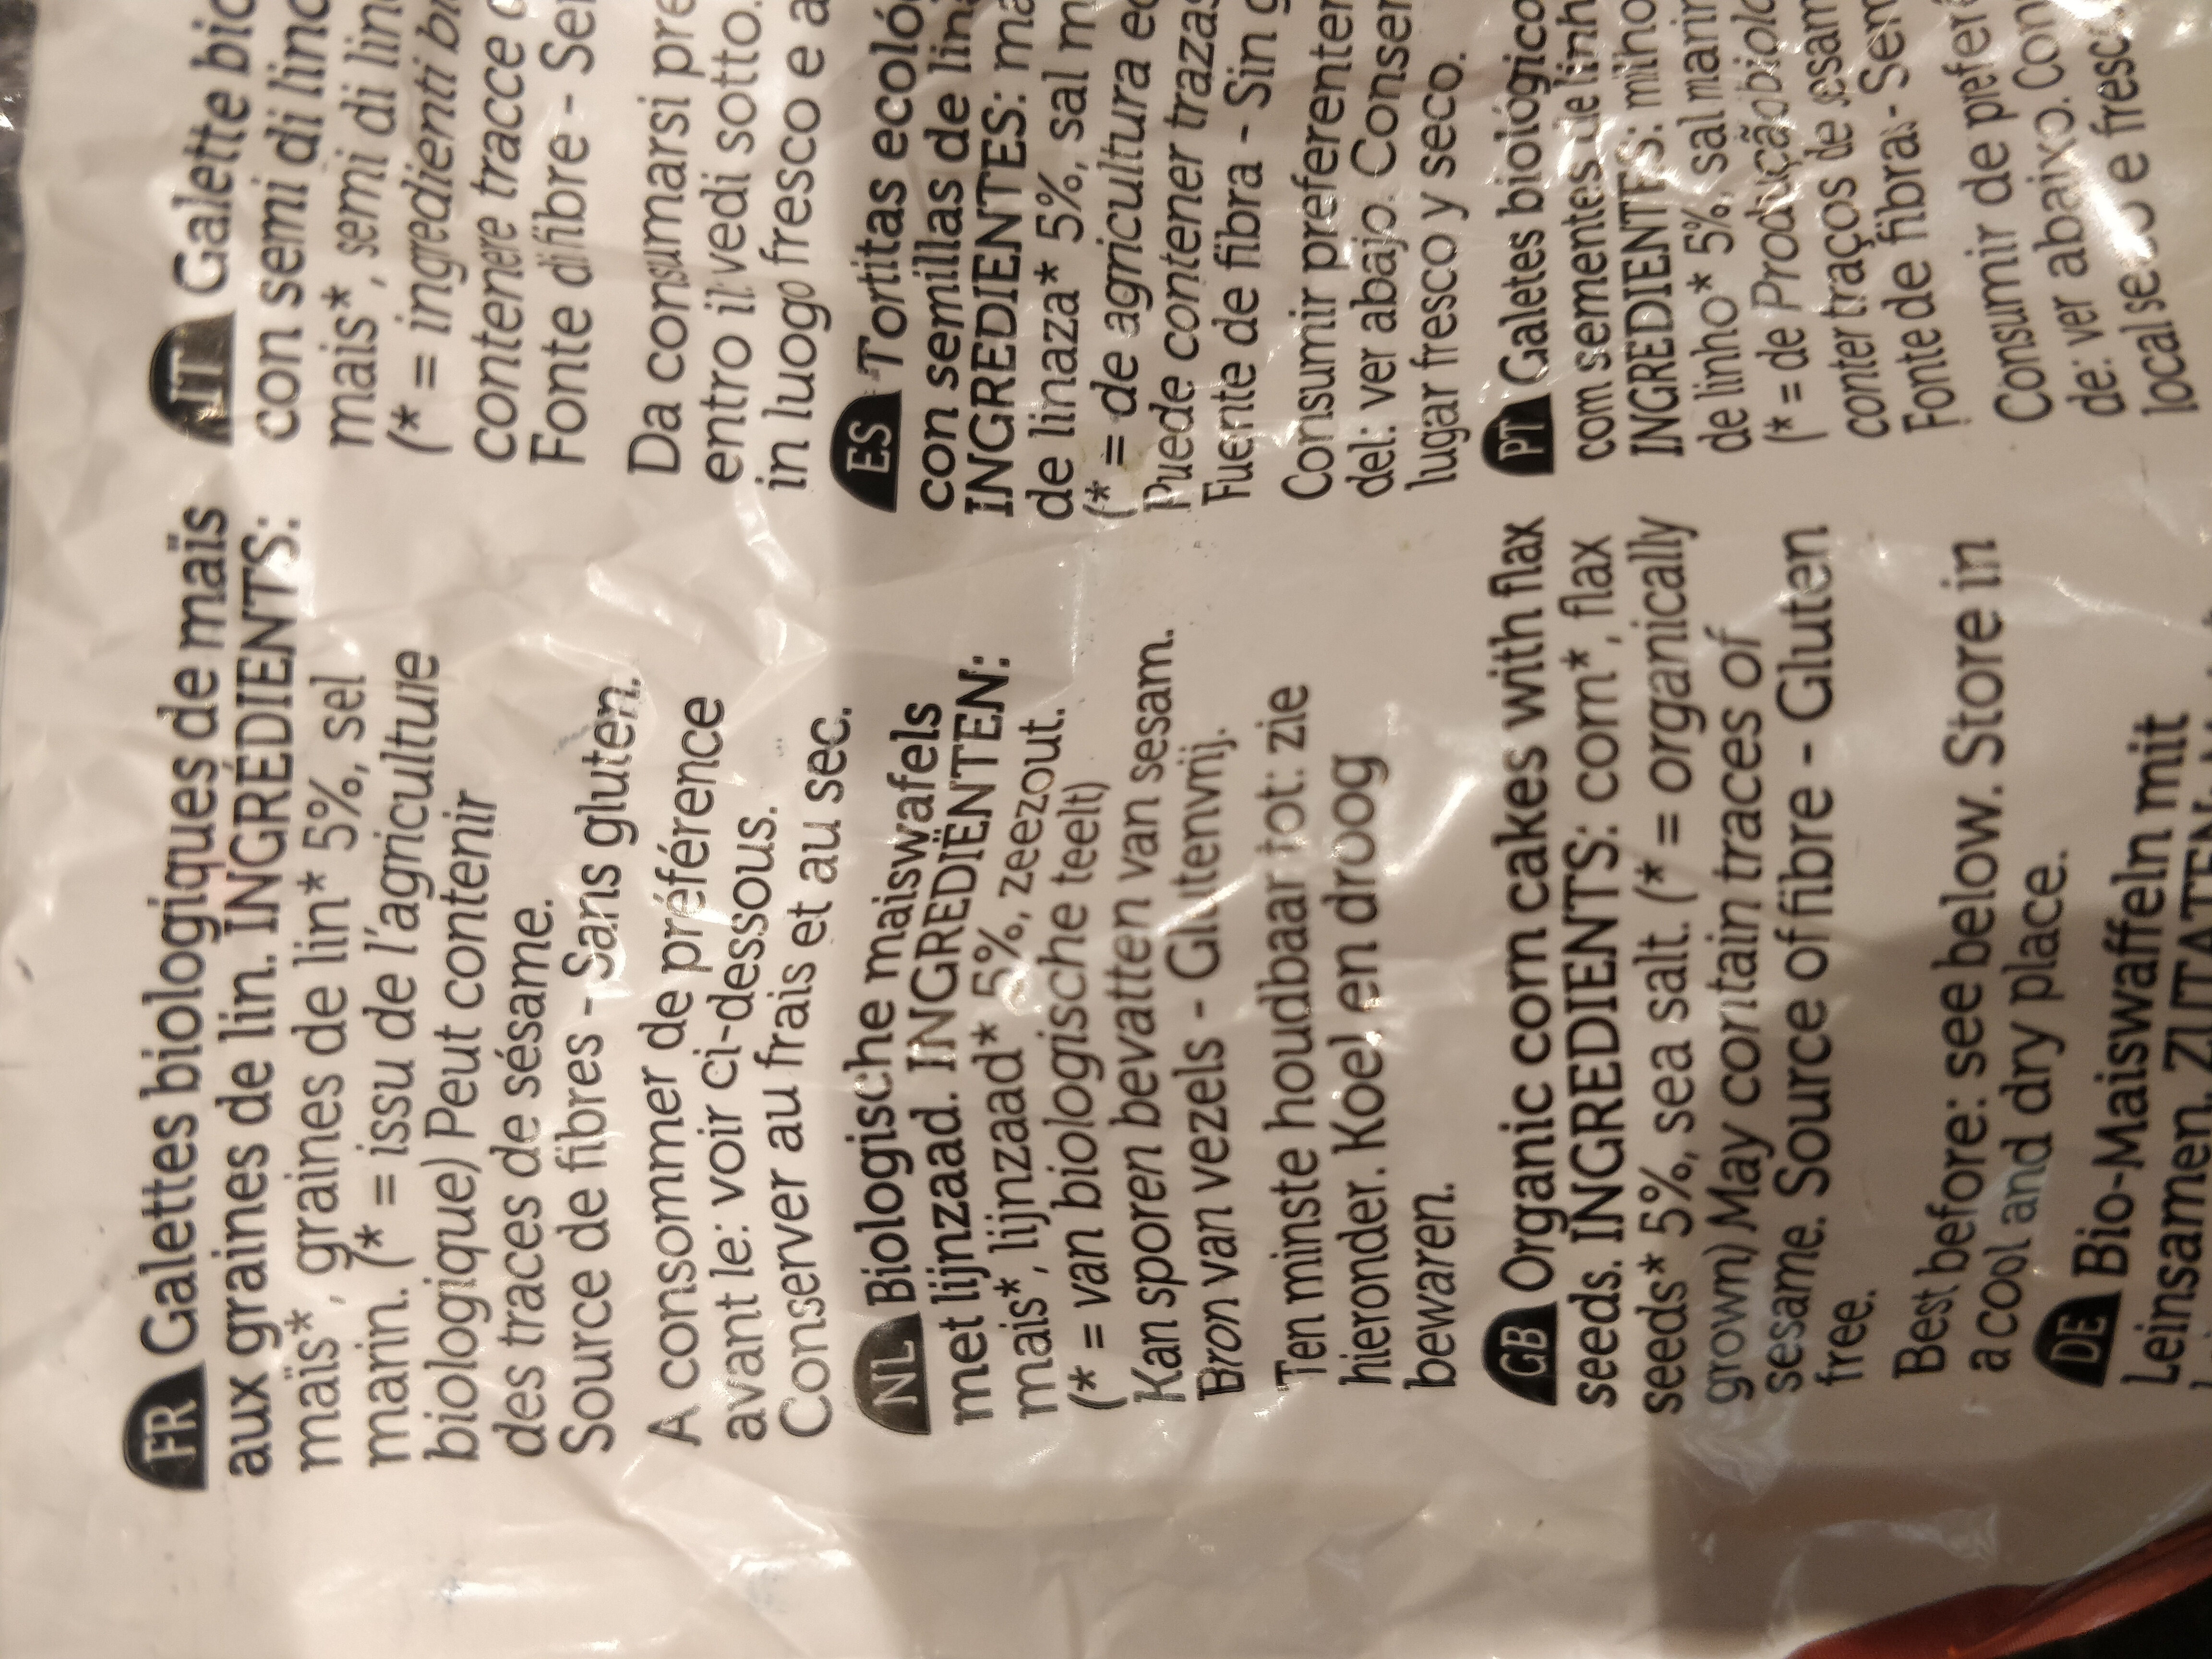 FR Galettes biologiques de maïs
aux graines de lin. INGRÉDIENTS:
maïs*, graines de lin* 5%, sel
marin. (* = issu de l'agriculture
biologique) Peut contenir
des traces de sésame.
Source de fibres - Sans gluten.
A consommer de préférence
avant le: voir ci-dessous.
Conserver au frais et au sec.
NL Biologische maiswafels
met lijnzaad. INGREDIËNTEN:
mais*, lijnzaad* 5%, zeezout.
(* = van biologische teelt)
Kan sporen bevatten van sesam.
Bron van vezels - Glutenvrij.
Ten minste houdbaar tot: zie
hieronder. Koel en droog
bewaren.
GB Organic corn cakes with flax
seeds. INGREDIENTS: corn*, flax
seeds* 5%, sea salt. (* = organically
grown) May contain traces of
sesame. Source of fibre - Gluten
free.
Best before: see below. Store in
a cool and dry place.
DE Bio-Maiswaffeln mit
Leinsamen. ZUTATEN:
IT Galette
con semi di
mais*, semi di
(* = ingredienti
contenere tracce
Fonte di fibre -
Da consumarsi
entro il: vedi sotto.
in luogo fresco e
ES Tortitas
con semillas de
INGREDIENTES:
de linaza* 5%, sal
(* = de agricultura
Puede contener trazas
Fuente de fibra - Sin
Consumir
del: ver abajo.
lugar fresco y seco.
PT Galetes
com sementes de
INGREDIENTES: milho
de linho* 5%, sal
(* = de Produção
conter traços de
Fonte de fibras -
Consumir de
de: ver abaixo.
local seco e